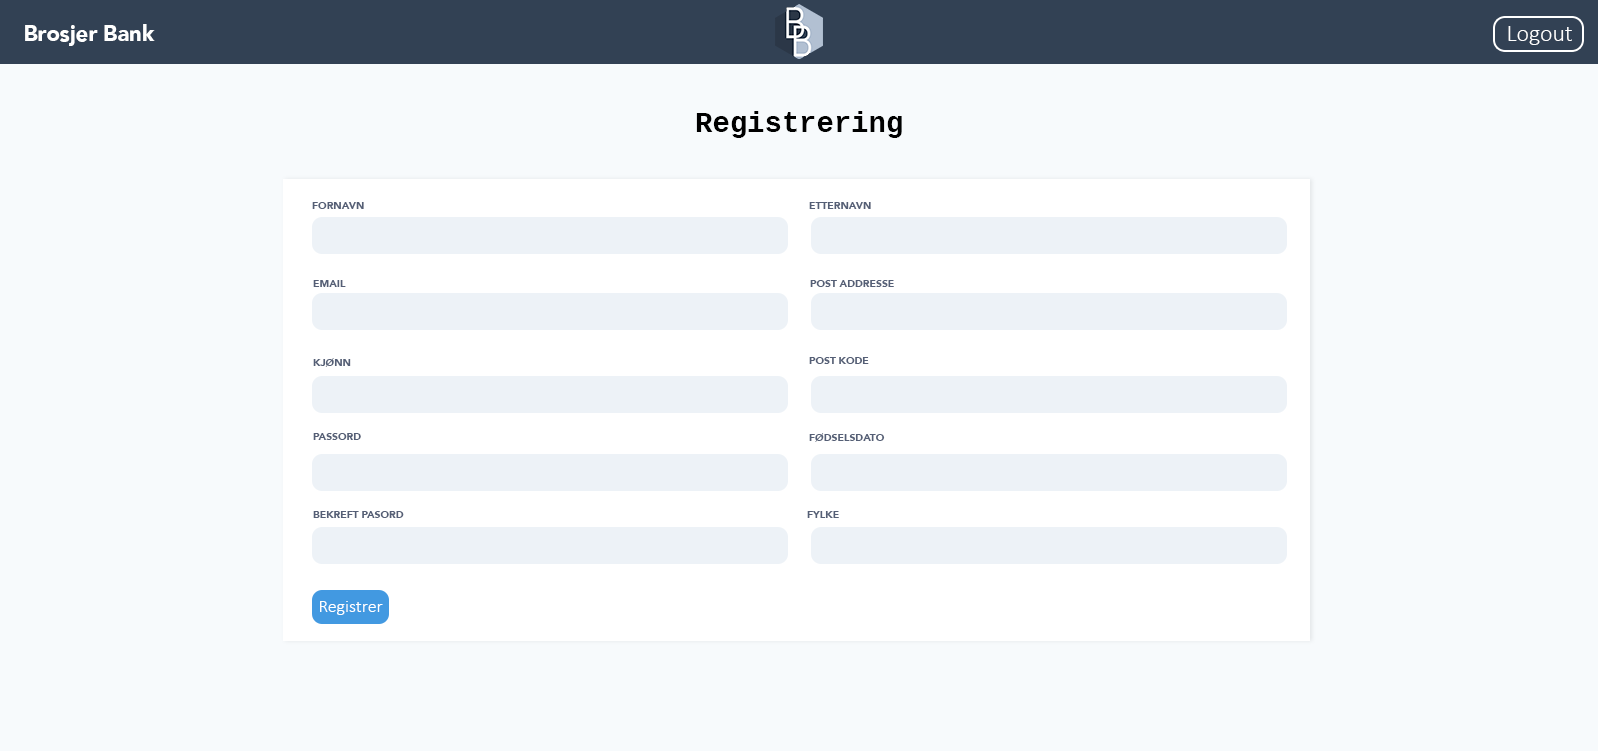 Brosjer Bank
BB
Logout
Registrering
FORNAVN
ETTERNAVN
EMAIL
POST ADDRESSE
KJØNN
POST KODE
PASSORD
FØDSELSDATO
BEKREFT PASORD
FYLKE
Registrer